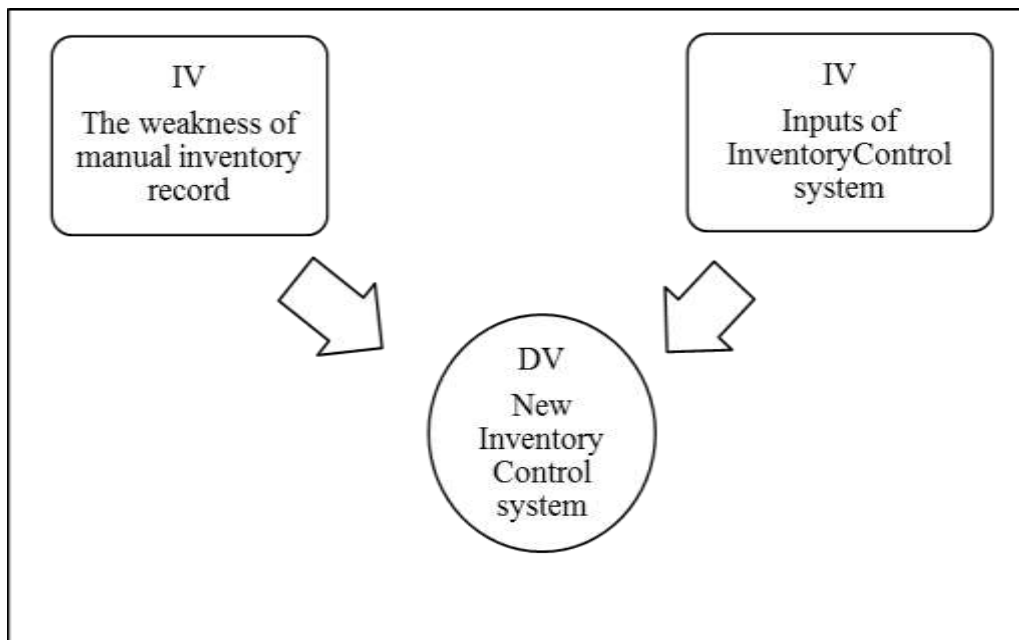 IV
The weakness of
manual inventory
record
IV
Inputs of
InventoryControl
system
DV
New
Inventory
Control
system